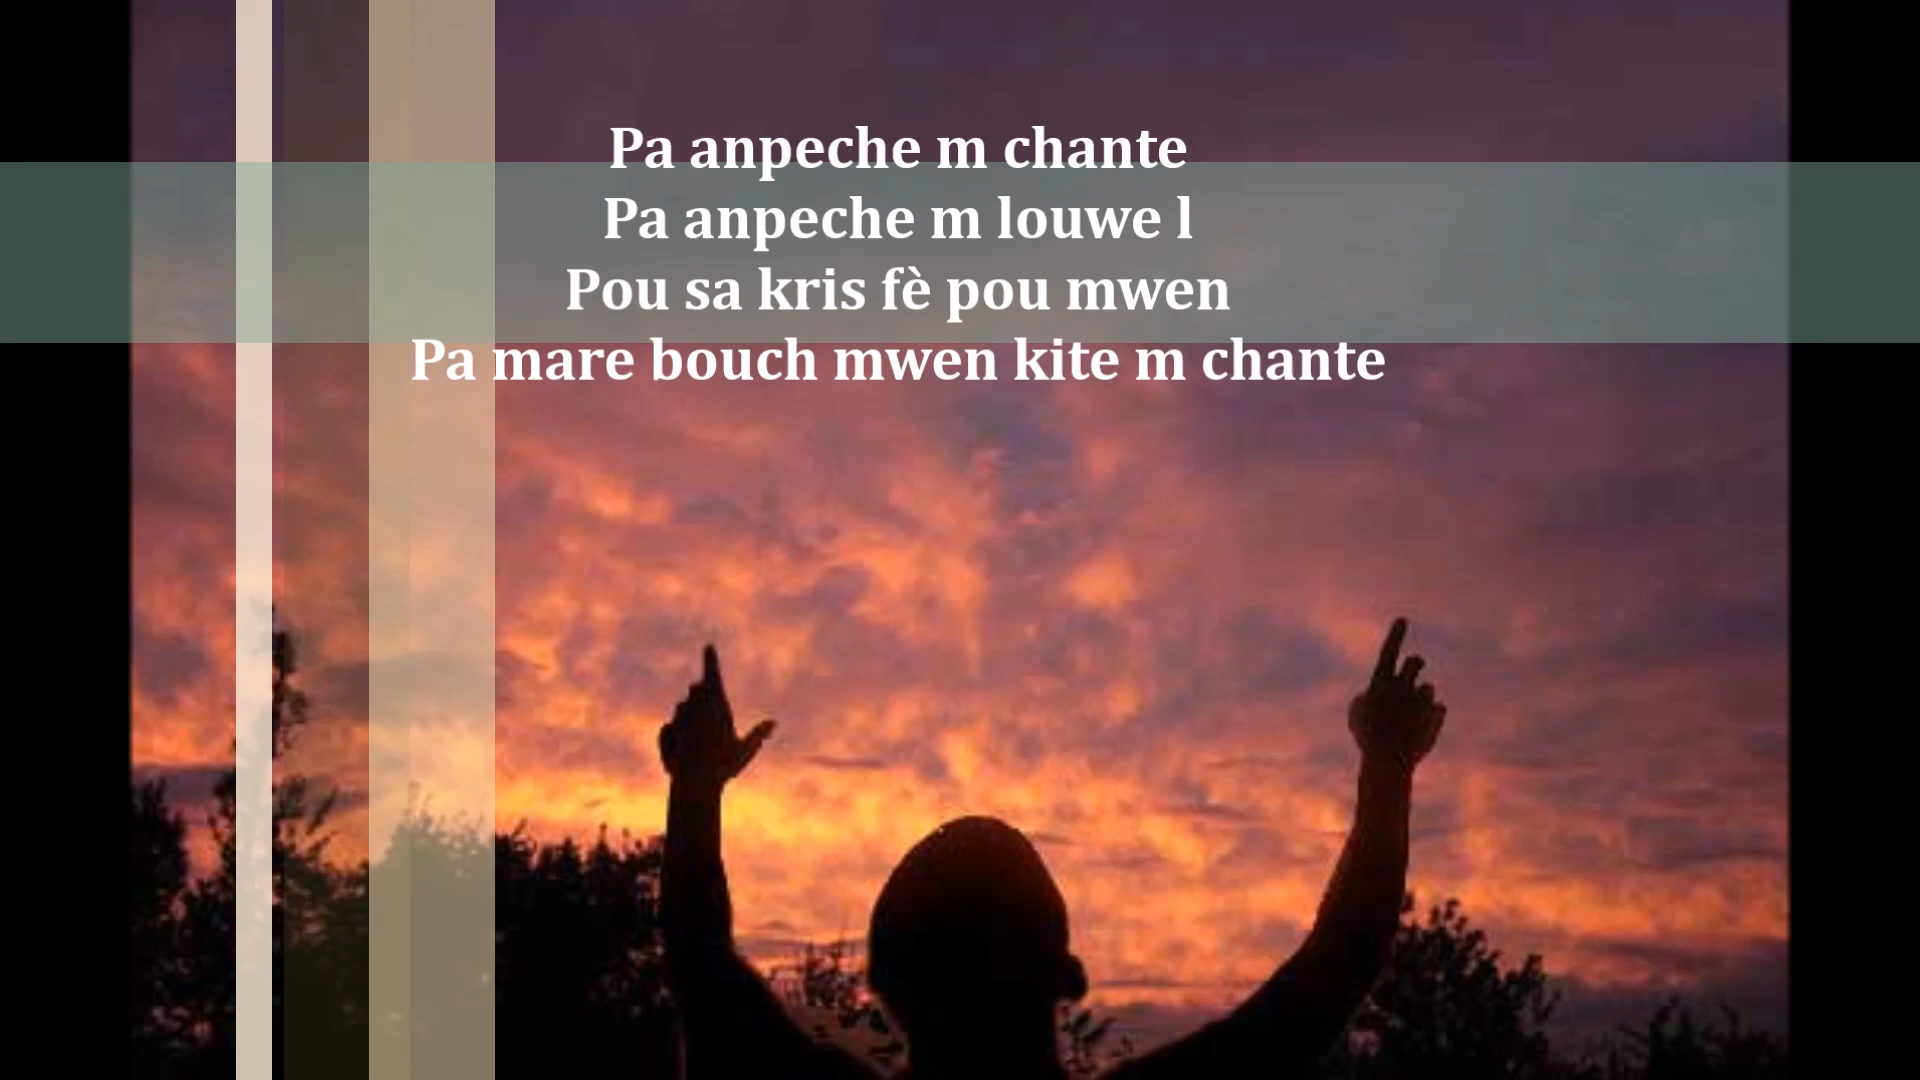 Pa anpeche m chante
Pa anpeche m louwe l
Pou sa kris fè pou mwen
Pa mare bouch mwen kite m chante